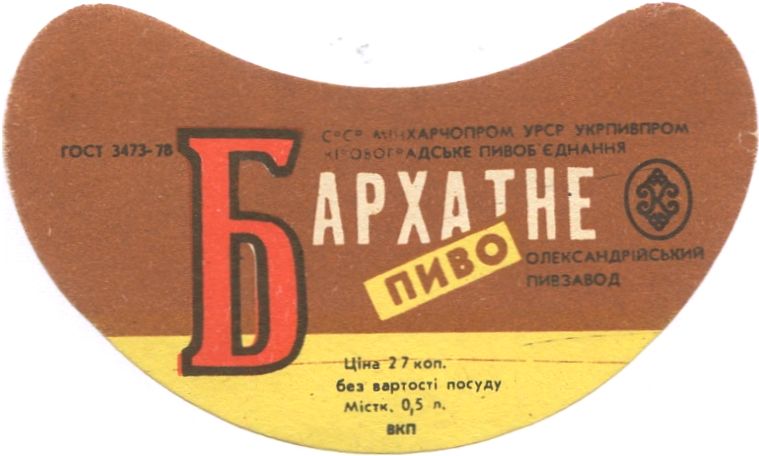 СРСР МІНХАРЧОПРОМ УРСР УКРПИВПРОМ
ГОСТ 3473-78
КІРОВОГРАДСЬКЕ ПИВОБ'ЄДНАННЯ
БАРХАТНЕ
ПИВО
ОЛЕКСАНДРІЙСЬКИЙ
ПИВЗАВОД
Ціна 27 коп.
без вартості посуду
Містк. 0,5 л.
ВКП